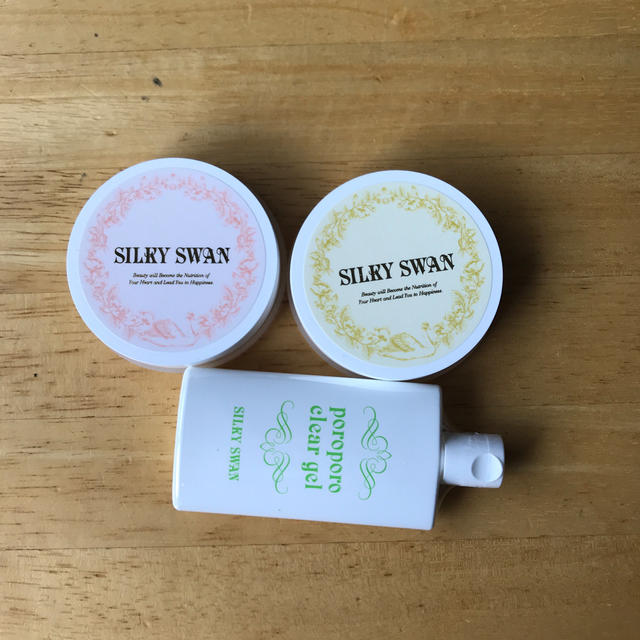 SILKY SWAN
Beauty will Become the Nutrition of
Your Heart and Lead You to Happiness.
SILKY SWAN
Beauty will Become the Nutrition of
Your Heart and Lead You to Happiness.
poroporo
clear gel
SILKY SWAN